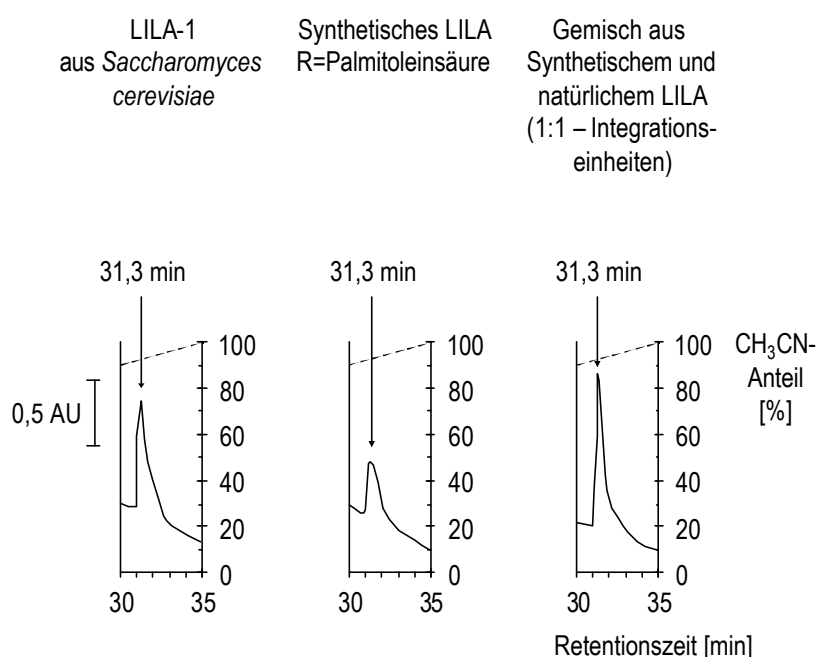 LILA-1
aus Saccharomyces
cerevisiae
Synthetisches LILA
R=Palmitoleinsäure
Gemisch aus
Synthetischem und
natürlichem LILA
(1:1 – Integrations-
einheiten)
31,3 min
31,3 min
31,3 min
0,5 AU
100
80
60
40
20
0
30 35
100
80
60
40
20
0
30 35
100
80
60
40
20
0
30 35
CH₃CN-
Anteil
[%]
Retentionszeit [min]